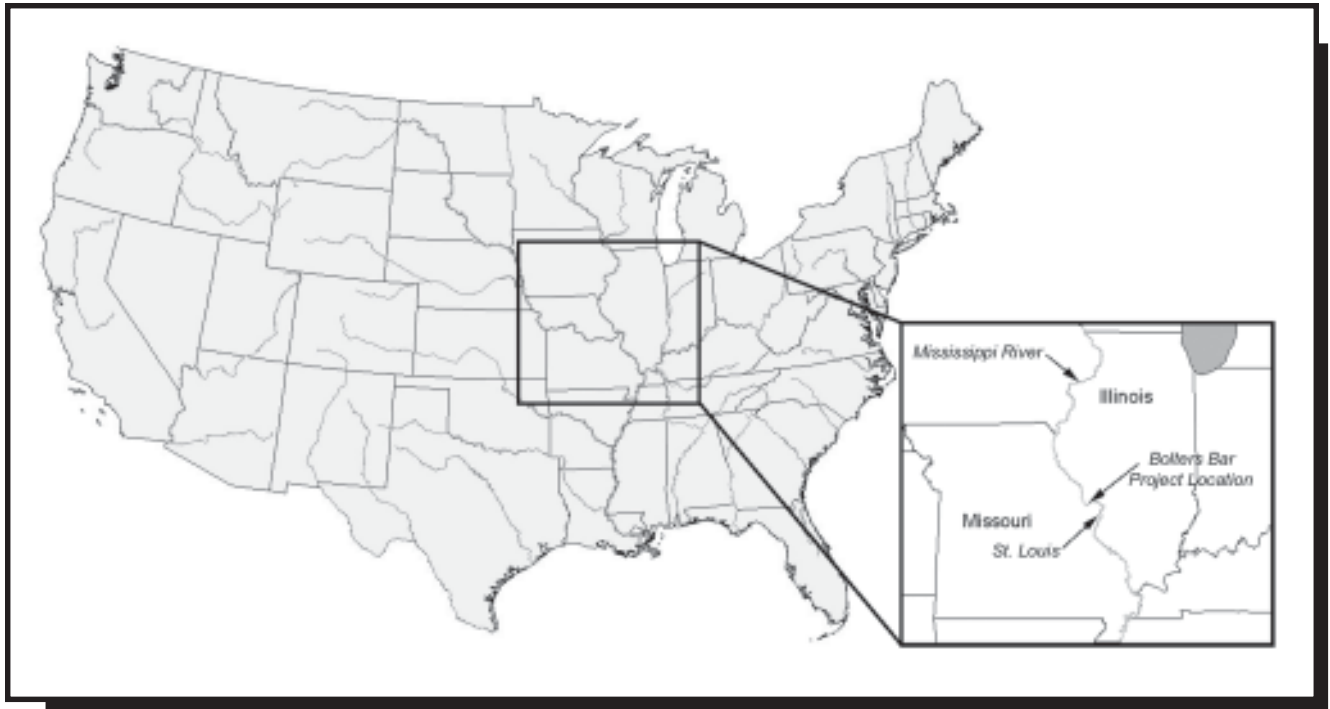 Mississippi River
Illinois
Bolters Bar
Project Location
Missouri
St. Louis